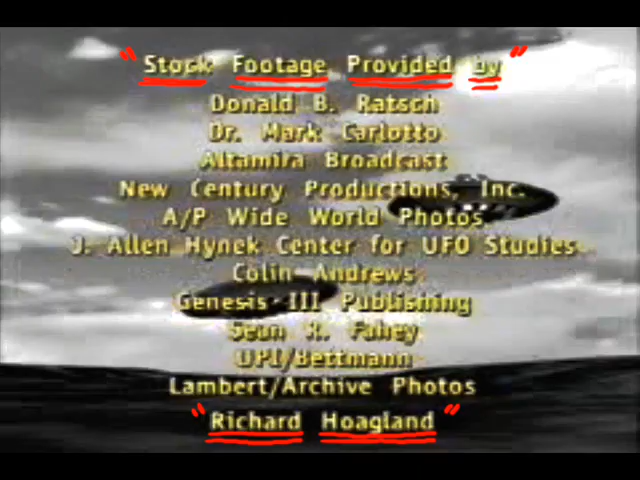 "Stock Footage Provided by"
Donald B. Ratsch
Dr. Mark Carlotto
Altamira Broadcast
New Century Productions, Inc.
A/P Wide World Photos
J. Allen Hynek Center for UFO Studies
Colin Andrews
Genesis III Publishing
Sean R. Fahey
UPI/Bettmann
Lambert/Archive Photos
"Richard Hoagland"